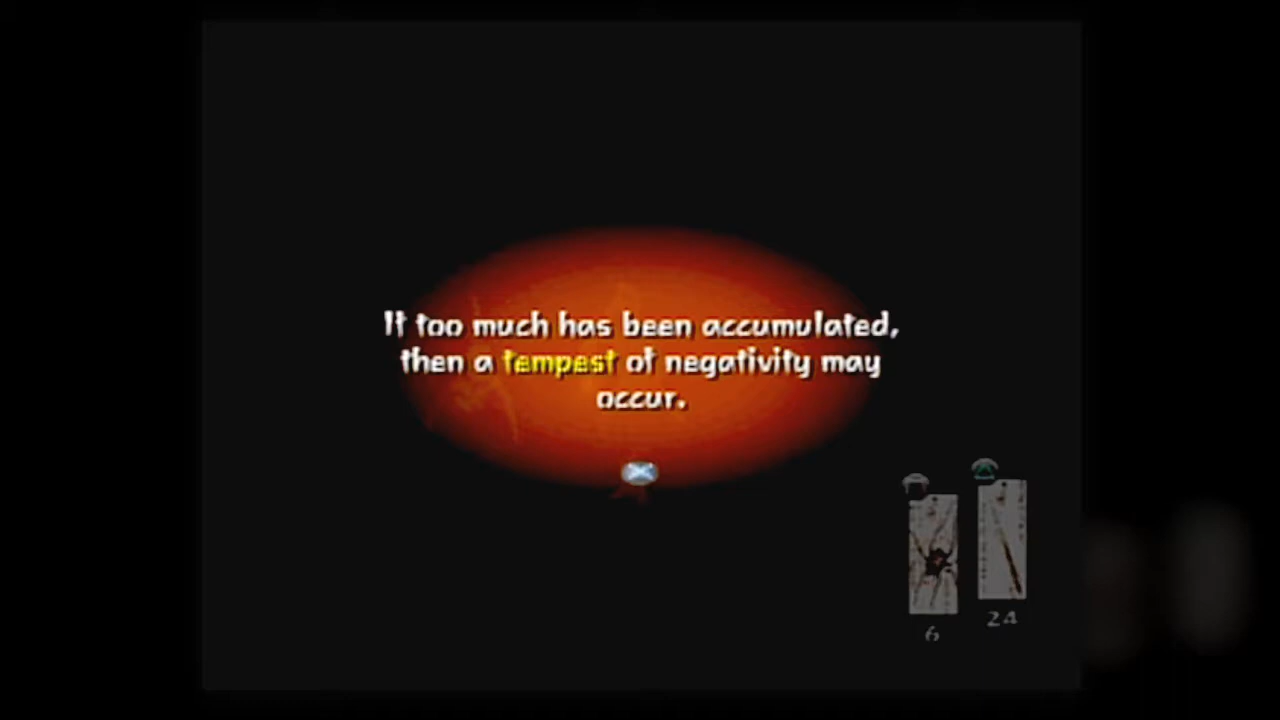 If too much has been accumulated,
then a tempest of negativity may
occur.
6
24